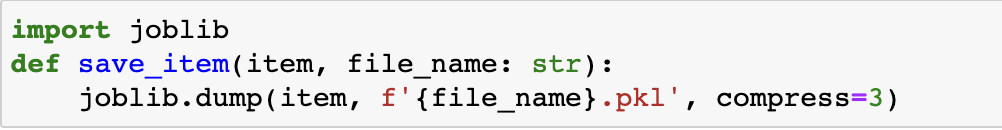 import joblib
def save_item(item, file_name: str):
    joblib.dump(item, f'{file_name}.pkl', compress=3)